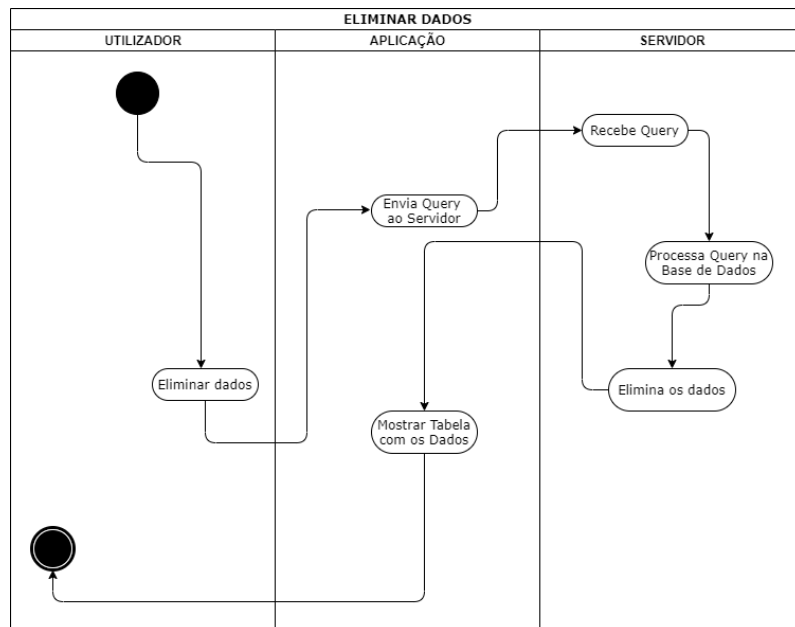 ELIMINAR DADOS
UTILIZADOR
APLICAÇÃO
SERVIDOR
Recebe Query
Envia Query
ao Servidor
Processa Query na
Base de Dados
Eliminar dados
Elimina os dados
Mostrar Tabela
com os Dados